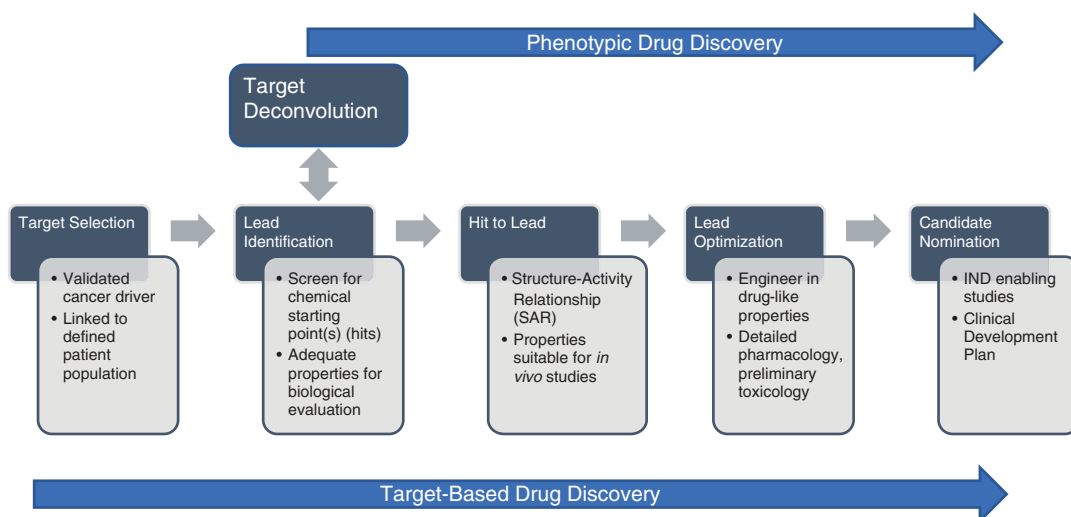 Phenotypic Drug Discovery
Target
Deconvolution
Target Selection
• Validated
cancer driver
• Linked to
defined
patient
population
Lead
Identification
• Screen for
chemical
starting
point(s) (hits)
• Adequate
properties for
biological
evaluation
Hit to Lead
• Structure-Activity
Relationship
(SAR)
• Properties
suitable for in
vivo studies
Lead
Optimization
• Engineer in
drug-like
properties
• Detailed
pharmacology,
preliminary
toxicology
Candidate
Nomination
• IND enabling
studies
• Clinical
Development
Plan
Target-Based Drug Discovery